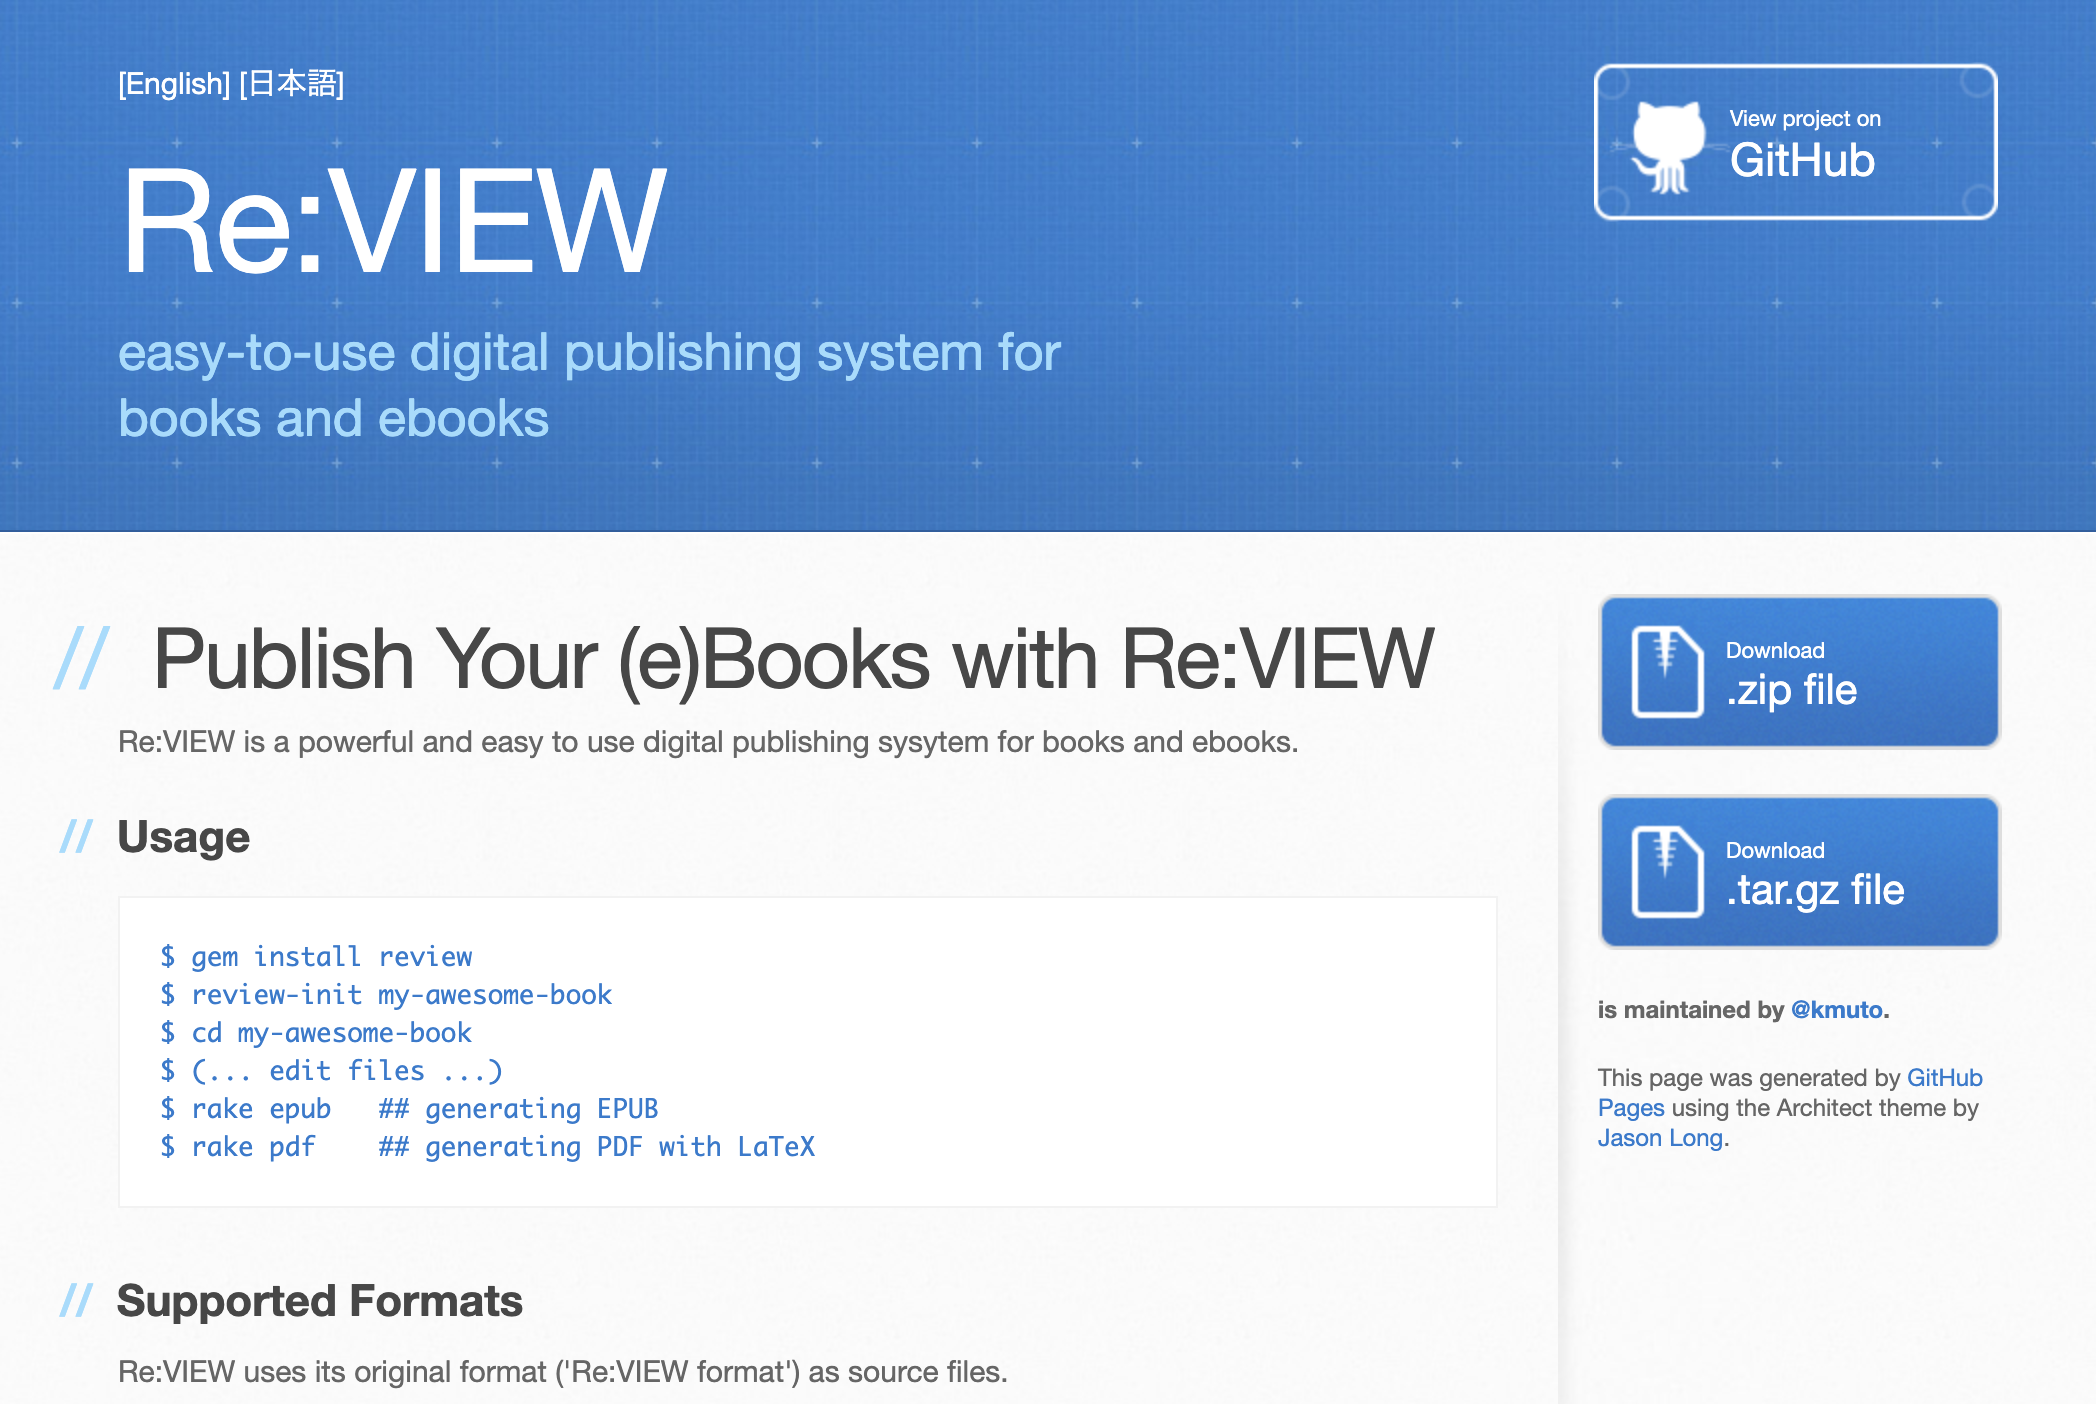 [English] [日本語]
Re:VIEW
easy-to-use digital publishing system for
books and ebooks
View project on
GitHub
// Publish Your (e)Books with Re:VIEW
Re:VIEW is a powerful and easy to use digital publishing sysytem for books and ebooks.
// Usage
$ gem install review
$ review-init my-awesome-book
$ cd my-awesome-book
$ (... edit files ...)
$ rake epub   ## generating EPUB
$ rake pdf    ## generating PDF with LaTeX
// Supported Formats
Re:VIEW uses its original format ('Re:VIEW format') as source files.
Download
.zip file
Download
.tar.gz file
is maintained by @kmuto.
This page was generated by GitHub
Pages using the Architect theme by
Jason Long.